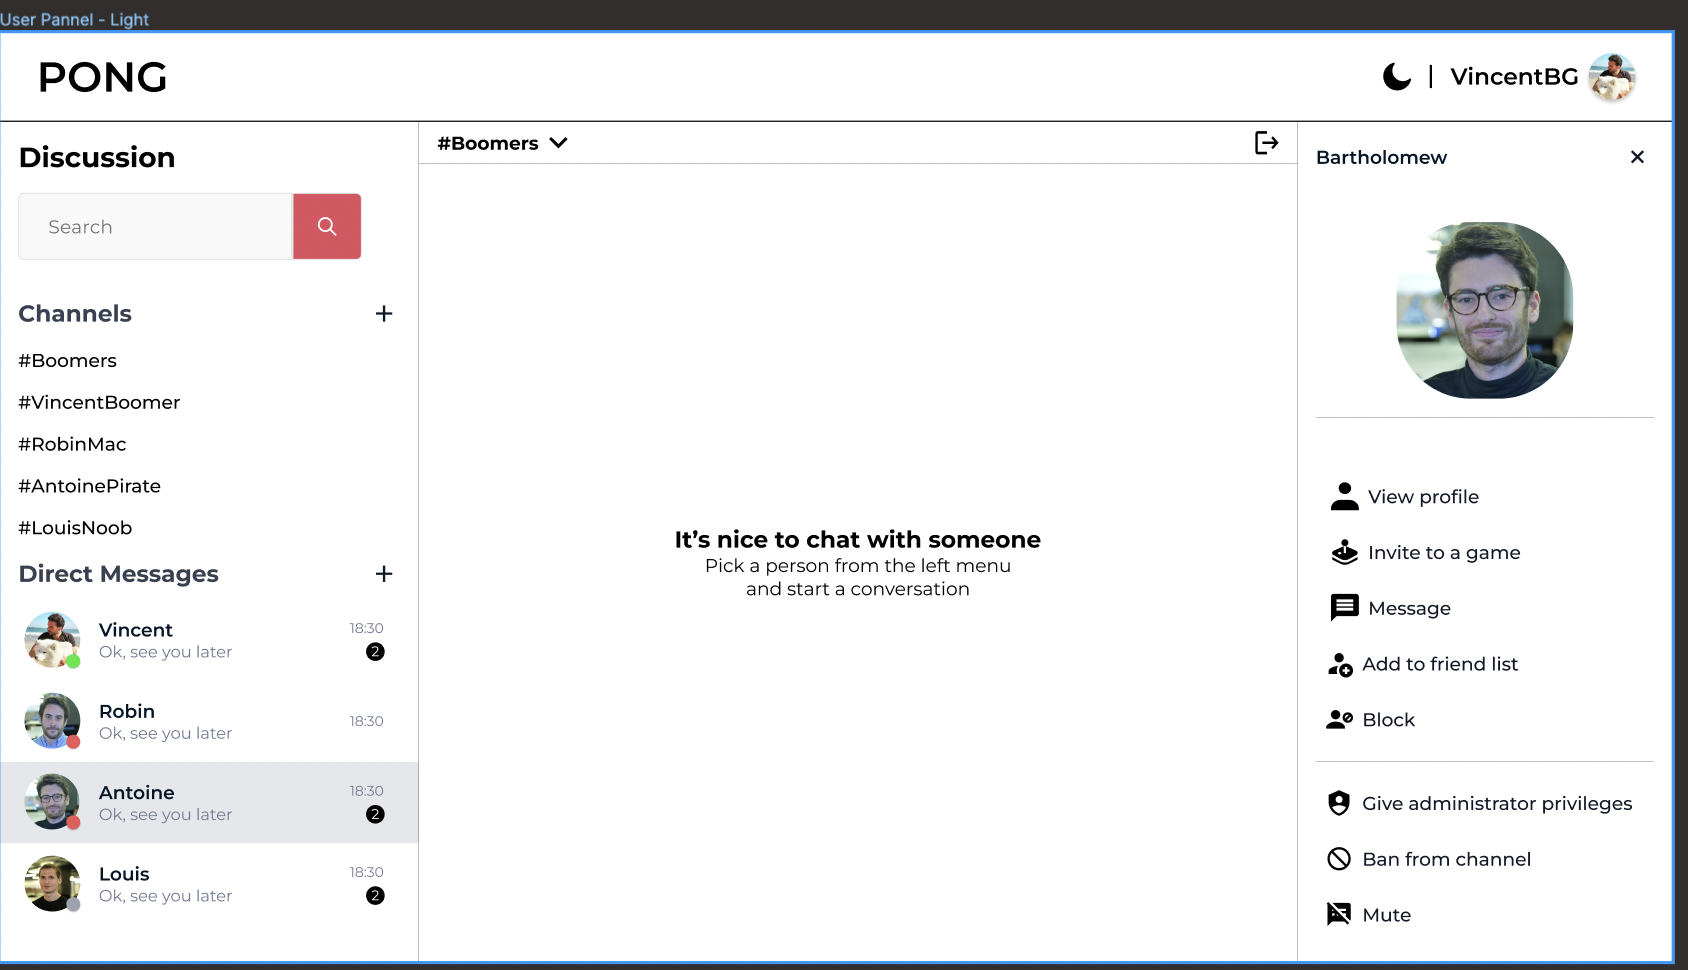 User Pannel - Light
PONG
VincentBG
Discussion
Search
Channels
#Boomers
#VincentBoomer
#RobinMac
#AntoinePirate
#LouisNoob
Direct Messages
Vincent 18:30
Ok, see you later 2
Robin
Ok, see you later 18:30
Antoine 18:30
Ok, see you later 2
Louis 18:30
Ok, see you later 2
#Boomers
It’s nice to chat with someone
Pick a person from the left menu
and start a conversation
Bartholomew
View profile
Invite to a game
Message
Add to friend list
Block
Give administrator privileges
Ban from channel
Mute